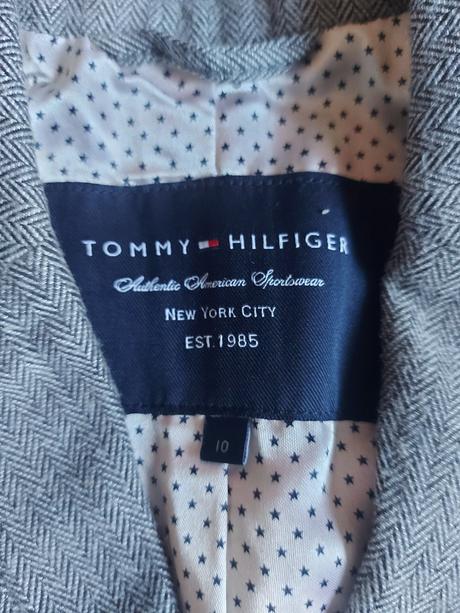 TOMMY HILFIGER
Authentic American Sportswear
NEW YORK CITY
EST. 1985
10